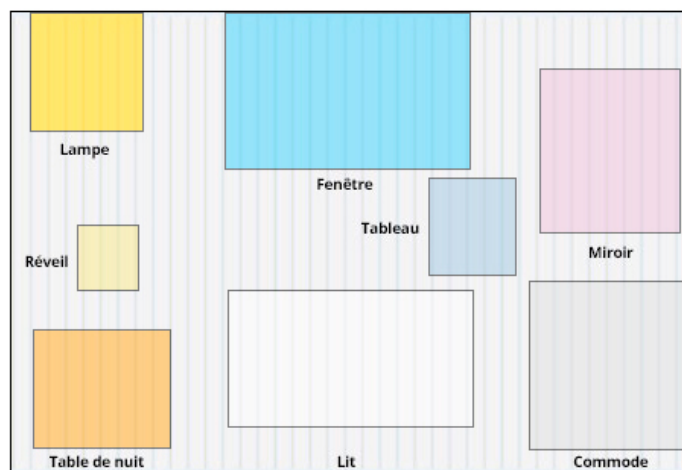 Lampe
Fenêtre
Tableau
Miroir
Réveil
Table de nuit
Lit
Commode